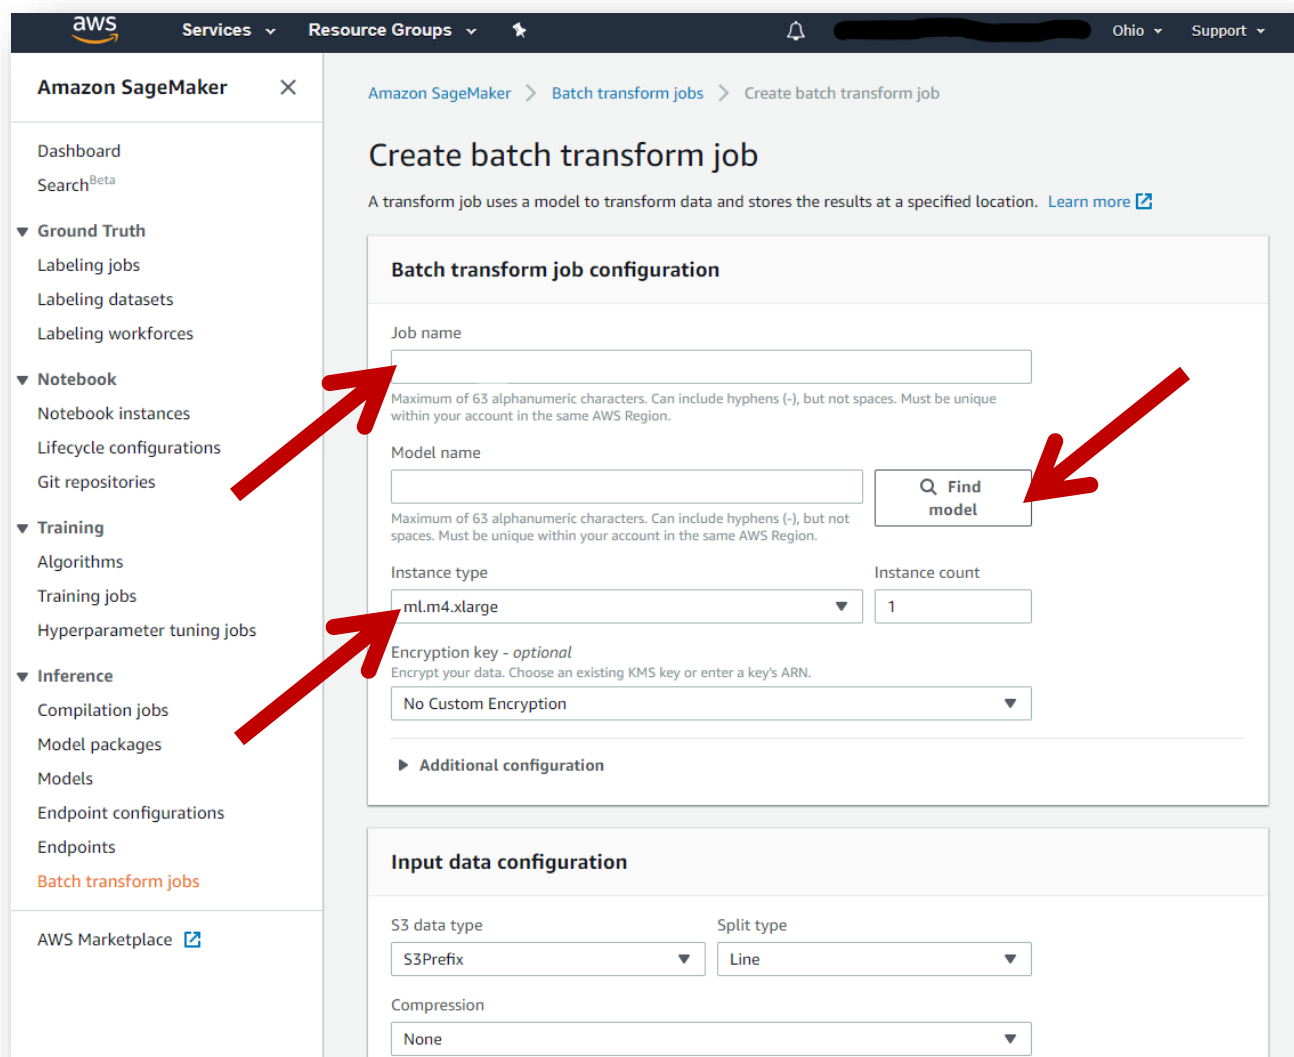 aws Services Resource Groups Ohio Support
Amazon SageMaker
Dashboard
Search Beta
Ground Truth
Labeling jobs
Labeling datasets
Labeling workforces
Notebook
Notebook instances
Lifecycle configurations
Git repositories
Training
Algorithms
Training jobs
Hyperparameter tuning jobs
Inference
Compilation jobs
Model packages
Models
Endpoint configurations
Endpoints
Batch transform jobs
AWS Marketplace
Amazon SageMaker > Batch transform jobs > Create batch transform job
Create batch transform job
A transform job uses a model to transform data and stores the results at a specified location. Learn more
Batch transform job configuration
Job name
Maximum of 63 alphanumeric characters. Can include hyphens (-), but not spaces. Must be unique
within your account in the same AWS Region.
Model name
Find
model
Maximum of 63 alphanumeric characters. Can include hyphens (-), but not
spaces. Must be unique within your account in the same AWS Region.
Instance type Instance count
ml.m4.xlarge 1
Encryption key - optional
Encrypt your data. Choose an existing KMS key or enter a key's ARN.
No Custom Encryption
Additional configuration
Input data configuration
S3 data type Split type
S3Prefix Line
Compression
None